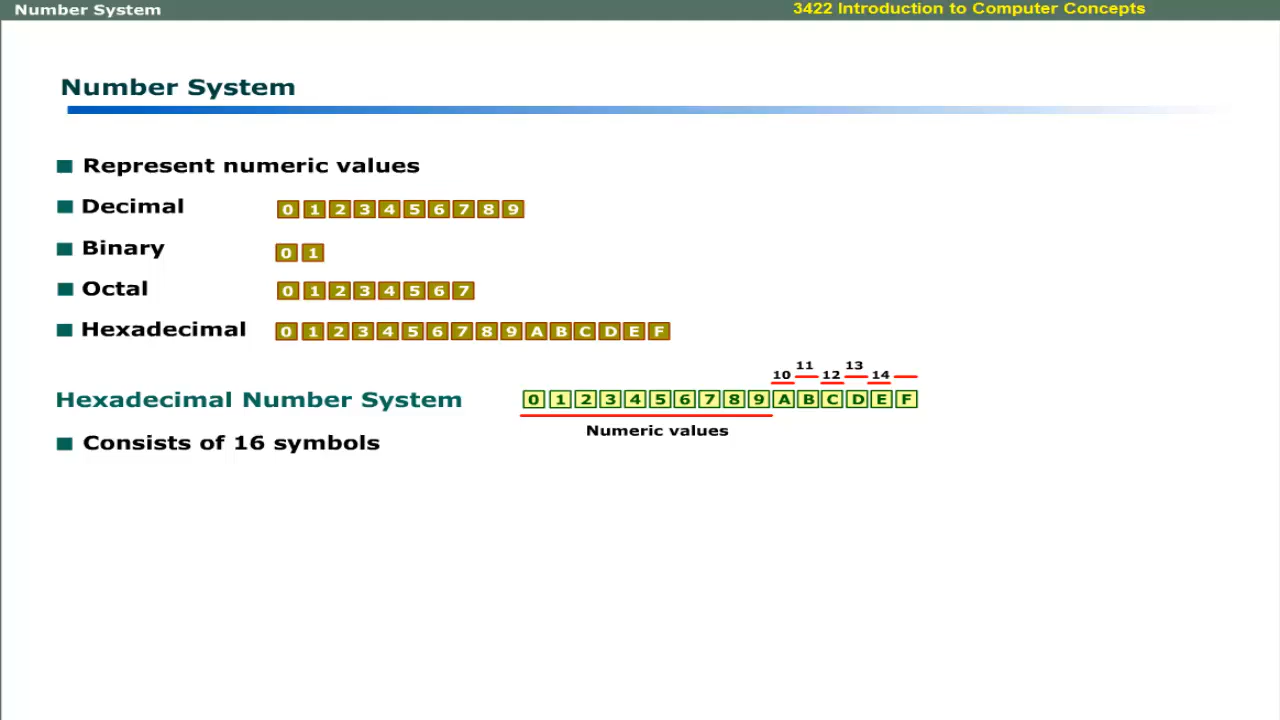 Number System
3422 Introduction to Computer Concepts
Number System
Represent numeric values
Decimal 0 1 2 3 4 5 6 7 8 9
Binary 0 1
Octal 0 1 2 3 4 5 6 7
Hexadecimal 0 1 2 3 4 5 6 7 8 9 A B C D E F
10 11 12 13 14
Hexadecimal Number System 0 1 2 3 4 5 6 7 8 9 A B C D E F
Numeric values
Consists of 16 symbols